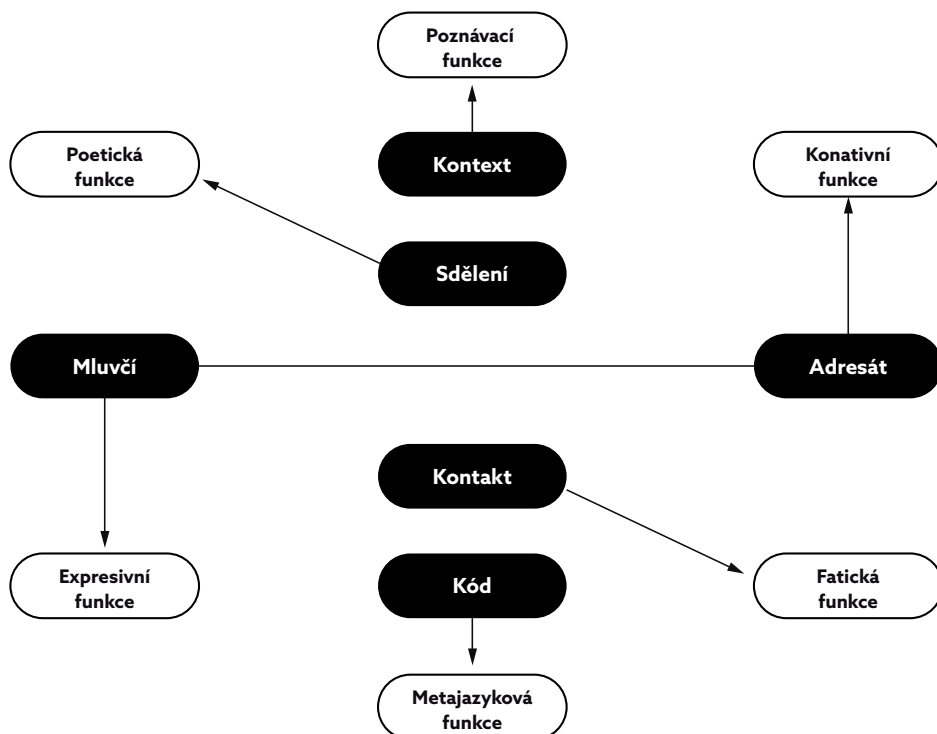 Poznávací
funkce
Poetická
funkce
Kontext
Konativní
funkce
Sdělení
Mluvčí
Adresát
Kontakt
Expresivní
funkce
Kód
Fatická
funkce
Metajazyková
funkce